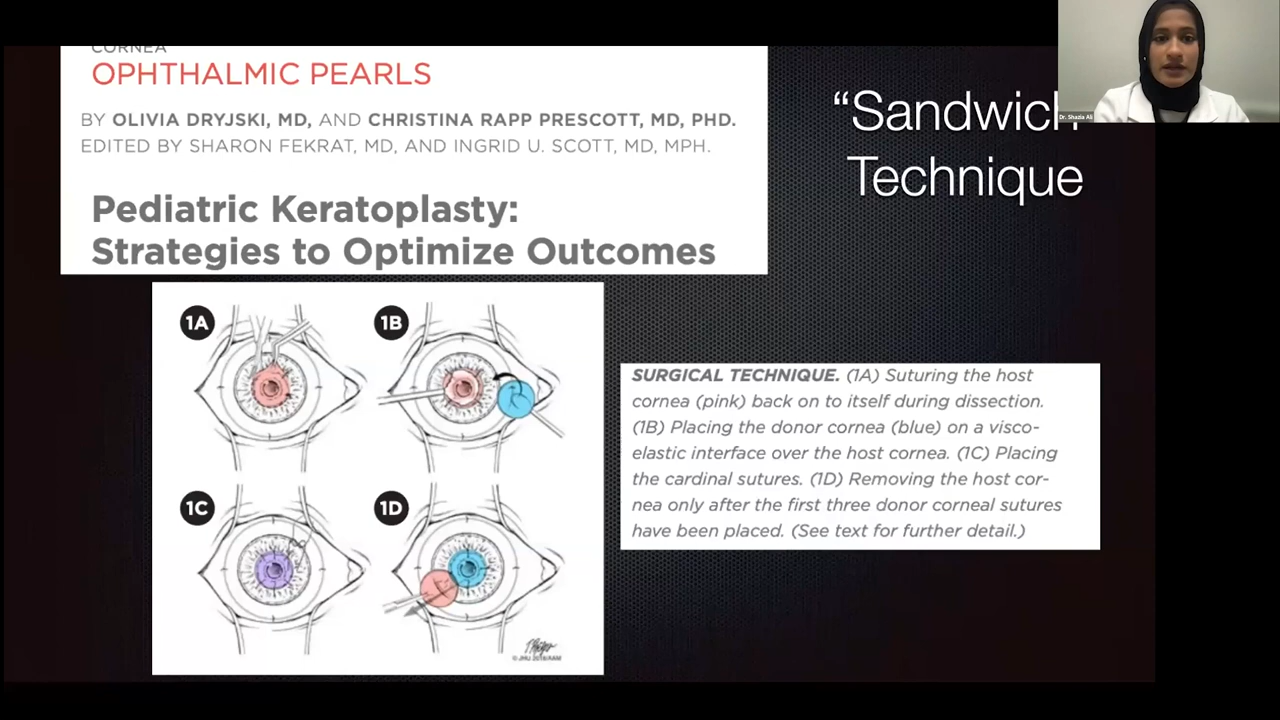 CORNEA
OPHTHALMIC PEARLS
BY OLIVIA DRYJSKI, MD, AND CHRISTINA RAPP PRESCOTT, MD, PHD.
EDITED BY SHARON FEKRAT, MD, AND INGRID U. SCOTT, MD, MPH.
Pediatric Keratoplasty:
Strategies to Optimize Outcomes
“Sandwich
Technique
Dr. Shazia Ali
1A
1B
1C
1D
SURGICAL TECHNIQUE. (1A) Suturing the host
cornea (pink) back on to itself during dissection.
(1B) Placing the donor cornea (blue) on a visco-
elastic interface over the host cornea. (1C) Placing
the cardinal sutures. (1D) Removing the host cor-
nea only after the first three donor corneal sutures
have been placed. (See text for further detail.)